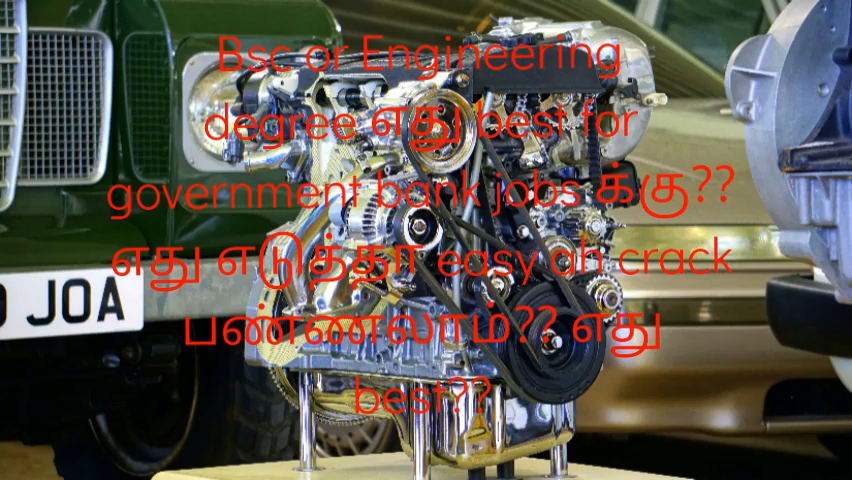 Bsc or Engineering
degree எது best for
government bank jobs ககு??
எது எடுத்தா easy ah crack
பண்ணலாம்?? எது
best??
JOA